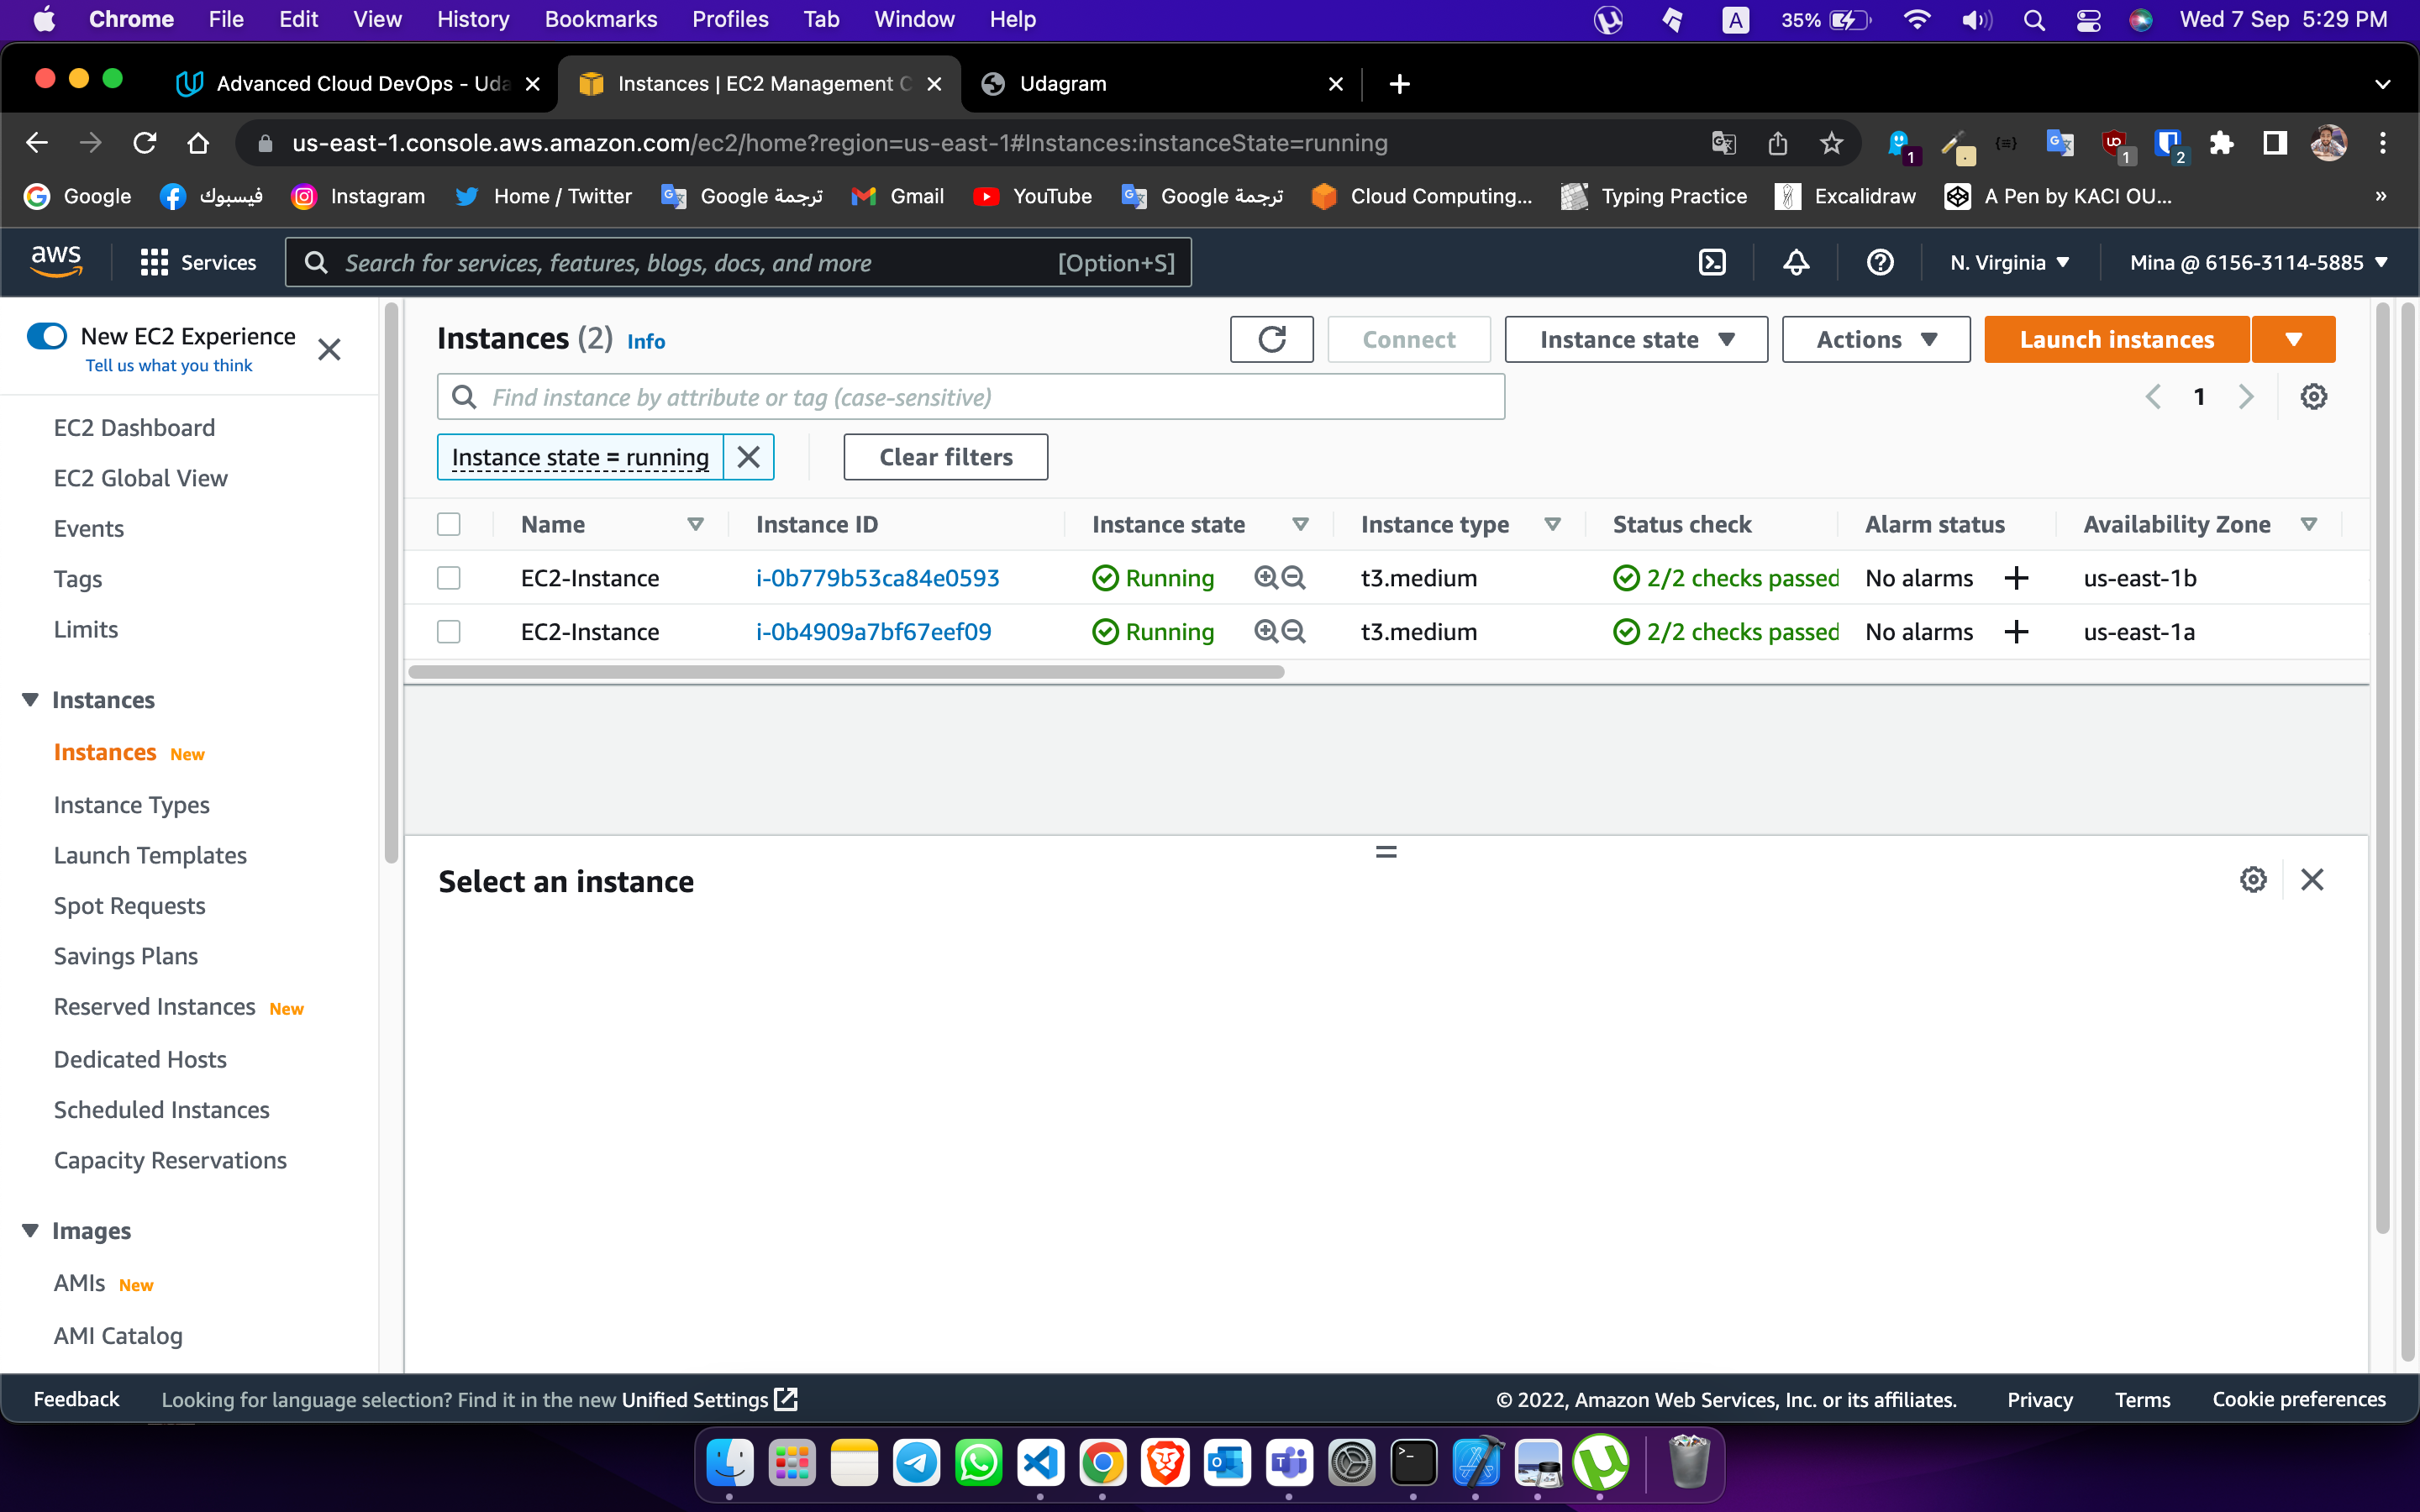 Chrome File Edit View History Bookmarks Profiles Tab Window Help A 35% Wed 7 Sep 5:29 PM
Advanced Cloud DevOps - Uda Instances | EC2 Management C Udagram
us-east-1.console.aws.amazon.com/ec2/home?region=us-east-1#Instances:instanceState=running 1 1 2
Google فيسبوك Instagram Home / Twitter ترجمة Google Gmail YouTube ترجمة Google Cloud Computing... Typing Practice Excalidraw A Pen by KACI OU... »
aws Services Search for services, features, blogs, docs, and more [Option+S] N. Virginia Mina @ 6156-3114-5885
New EC2 Experience
Tell us what you think
EC2 Dashboard
EC2 Global View
Events
Tags
Limits
Instances
Instances New
Instance Types
Launch Templates
Spot Requests
Savings Plans
Reserved Instances New
Dedicated Hosts
Scheduled Instances
Capacity Reservations
Images
AMIs New
AMI Catalog
Instances (2) Info Connect Instance state Actions Launch instances
Find instance by attribute or tag (case-sensitive) 1
Instance state = running Clear filters
Name Instance ID Instance state Instance type Status check Alarm status Availability Zone
EC2-Instance i-0b779b53ca84e0593 Running t3.medium 2/2 checks passed No alarms us-east-1b
EC2-Instance i-0b4909a7bf67eef09 Running t3.medium 2/2 checks passed No alarms us-east-1a
Select an instance
Feedback Looking for language selection? Find it in the new Unified Settings © 2022, Amazon Web Services, Inc. or its affiliates. Privacy Terms Cookie preferences